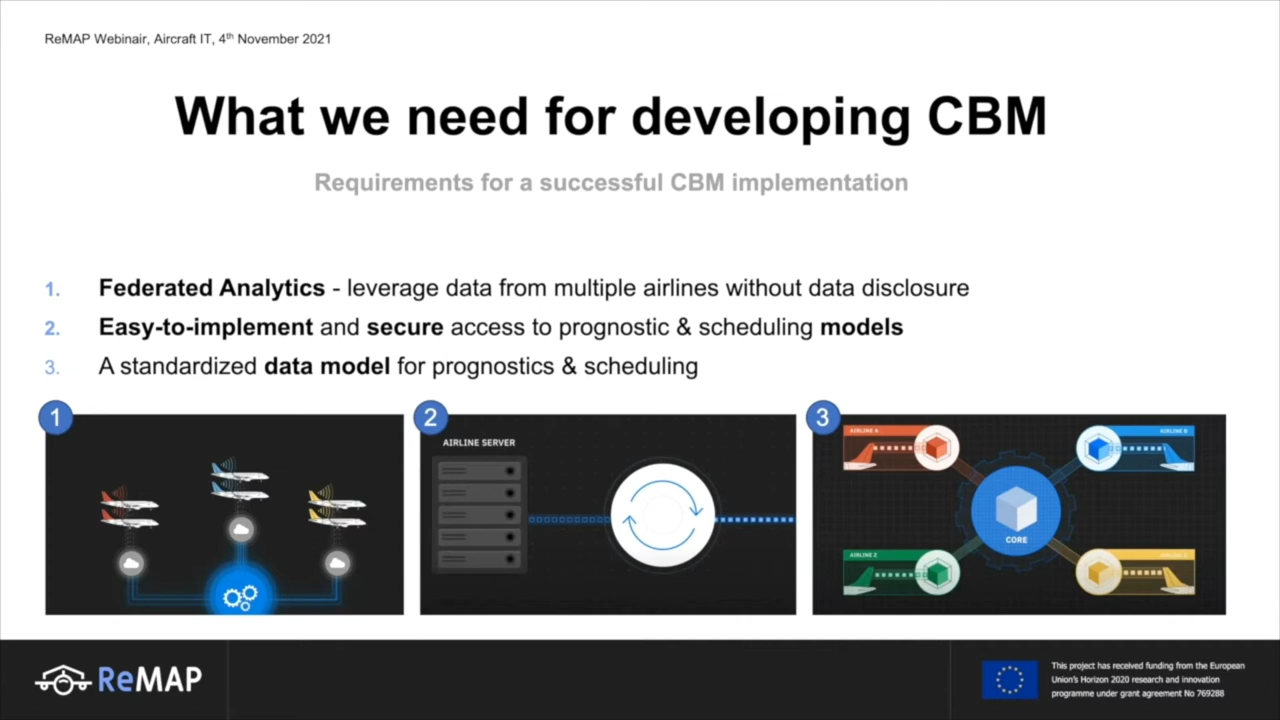 ReMAP Webinair, Aircraft IT, 4th November 2021
What we need for developing CBM
Requirements for a successful CBM implementation
1. Federated Analytics - leverage data from multiple airlines without data disclosure
2. Easy-to-implement and secure access to prognostic & scheduling models
3. A standardized data model for prognostics & scheduling
1
2
3
AIRLINE SERVER
AIRLINE A
AIRLINE B
CORE
AIRLINE Z
ReMAP
This project has received funding from the European
Union's Horizon 2020 research and innovation
programme under grant agreement No 769288